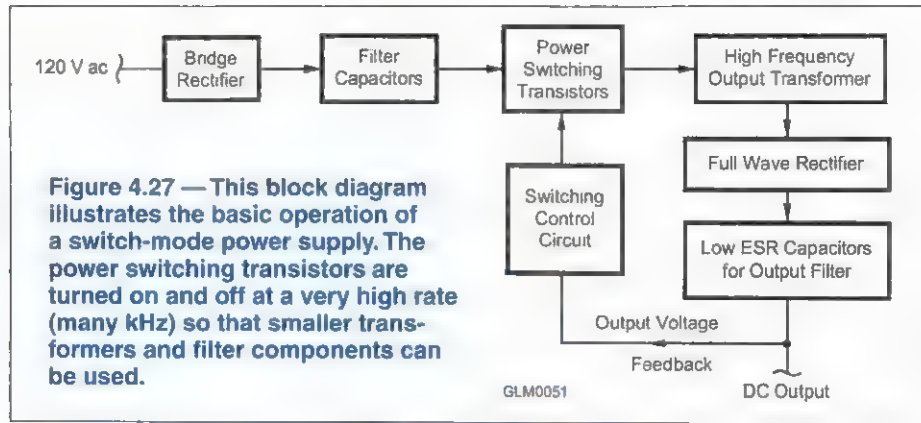 120 V ac
Bridge
Rectifier
Filter
Capacitors
Power
Switching
Transistors
High Frequency
Output Transformer
Full Wave Rectifier
Low ESR Capacitors
for Output Filter
Switching
Control
Circuit
Output Voltage
Feedback
DC Output
GLM0051
Figure 4.27 — This block diagram
illustrates the basic operation of
a switch-mode power supply. The
power switching transistors are
turned on and off at a very high rate
(many kHz) so that smaller trans-
formers and filter components can
be used.